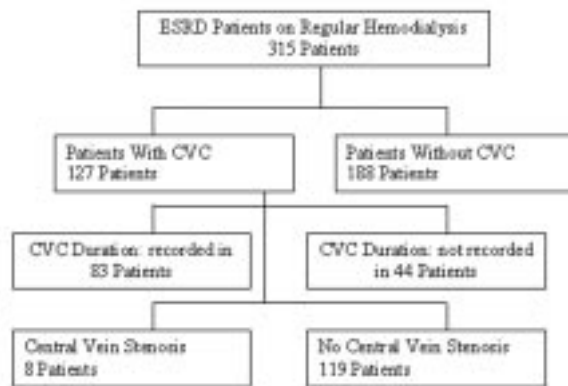 ESRD Patients on Regular Hemodialysis
315 Patients
Patients With CVC
127 Patients
Patients Without CVC
188 Patients
CVC Duration: recorded in
83 Patients
CVC Duration: not recorded
in 44 Patients
Central Vein Stenosis
8 Patients
No Central Vein Stenosis
119 Patients